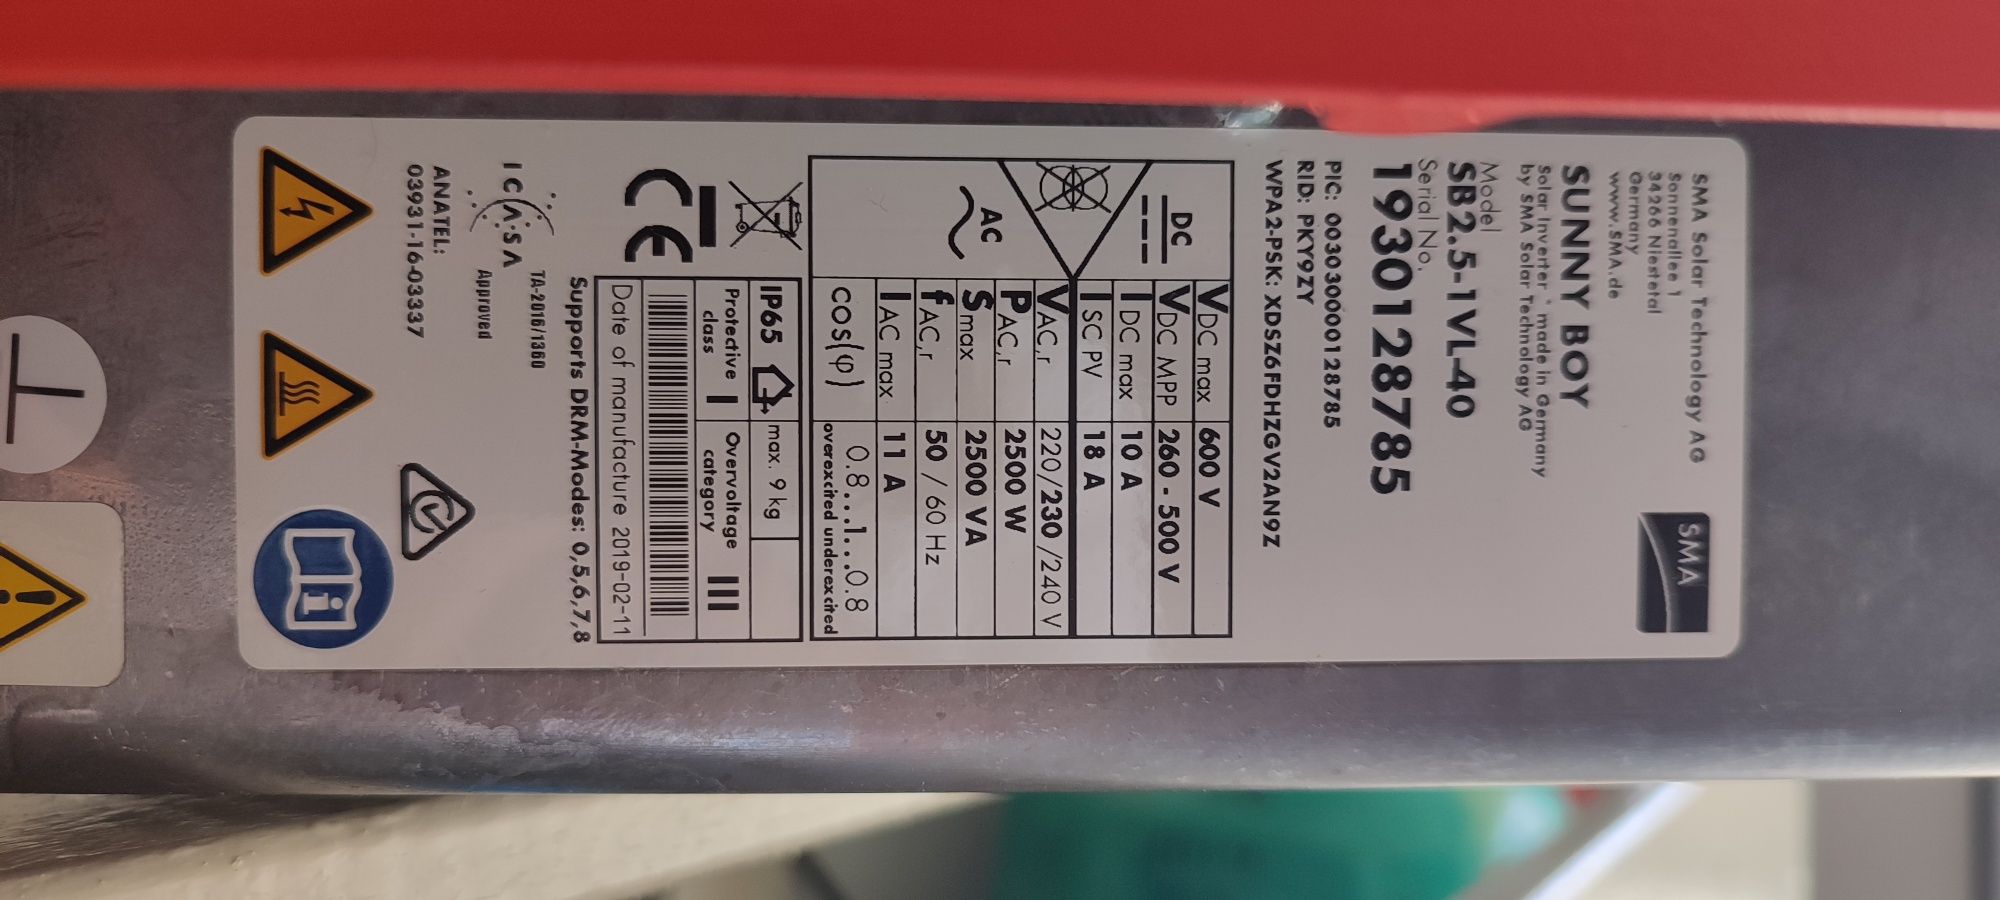 SMA Solar Technology AG
Sonnenallee 1
34266 Niestetal
Germany
www.SMA.de
SMA
SUNNY BOY
Solar Inverter * made in Germany
by SMA Solar Technology AG
Model
SB2.5-1VL-40
Serial No.
1930128785
PIC: 003030000128785
RID: PKY9ZY
WPA2-PSK: XDSZ6FDHZGV2AN9Z
DC
V DC max 600 V
V DC MPP 260 - 500 V
I DC max 10 A
I SC PV 18 A
AC
V AC,r 220/230/240 V
P AC,r 2500 W
S max 2500 VA
f AC,r 50 / 60 Hz
I AC max 11 A
cos(φ) 0.8...1...0.8
overexcited underexcited
IP65 max. 9 kg
Protective class I Overvoltage category III
Date of manufacture 2019-02-11
CE
Supports DRM-Modes: 0,5,6,7,8
ICASA
TA-2016/1360
Approved
ANATEL:
03931-16-03337